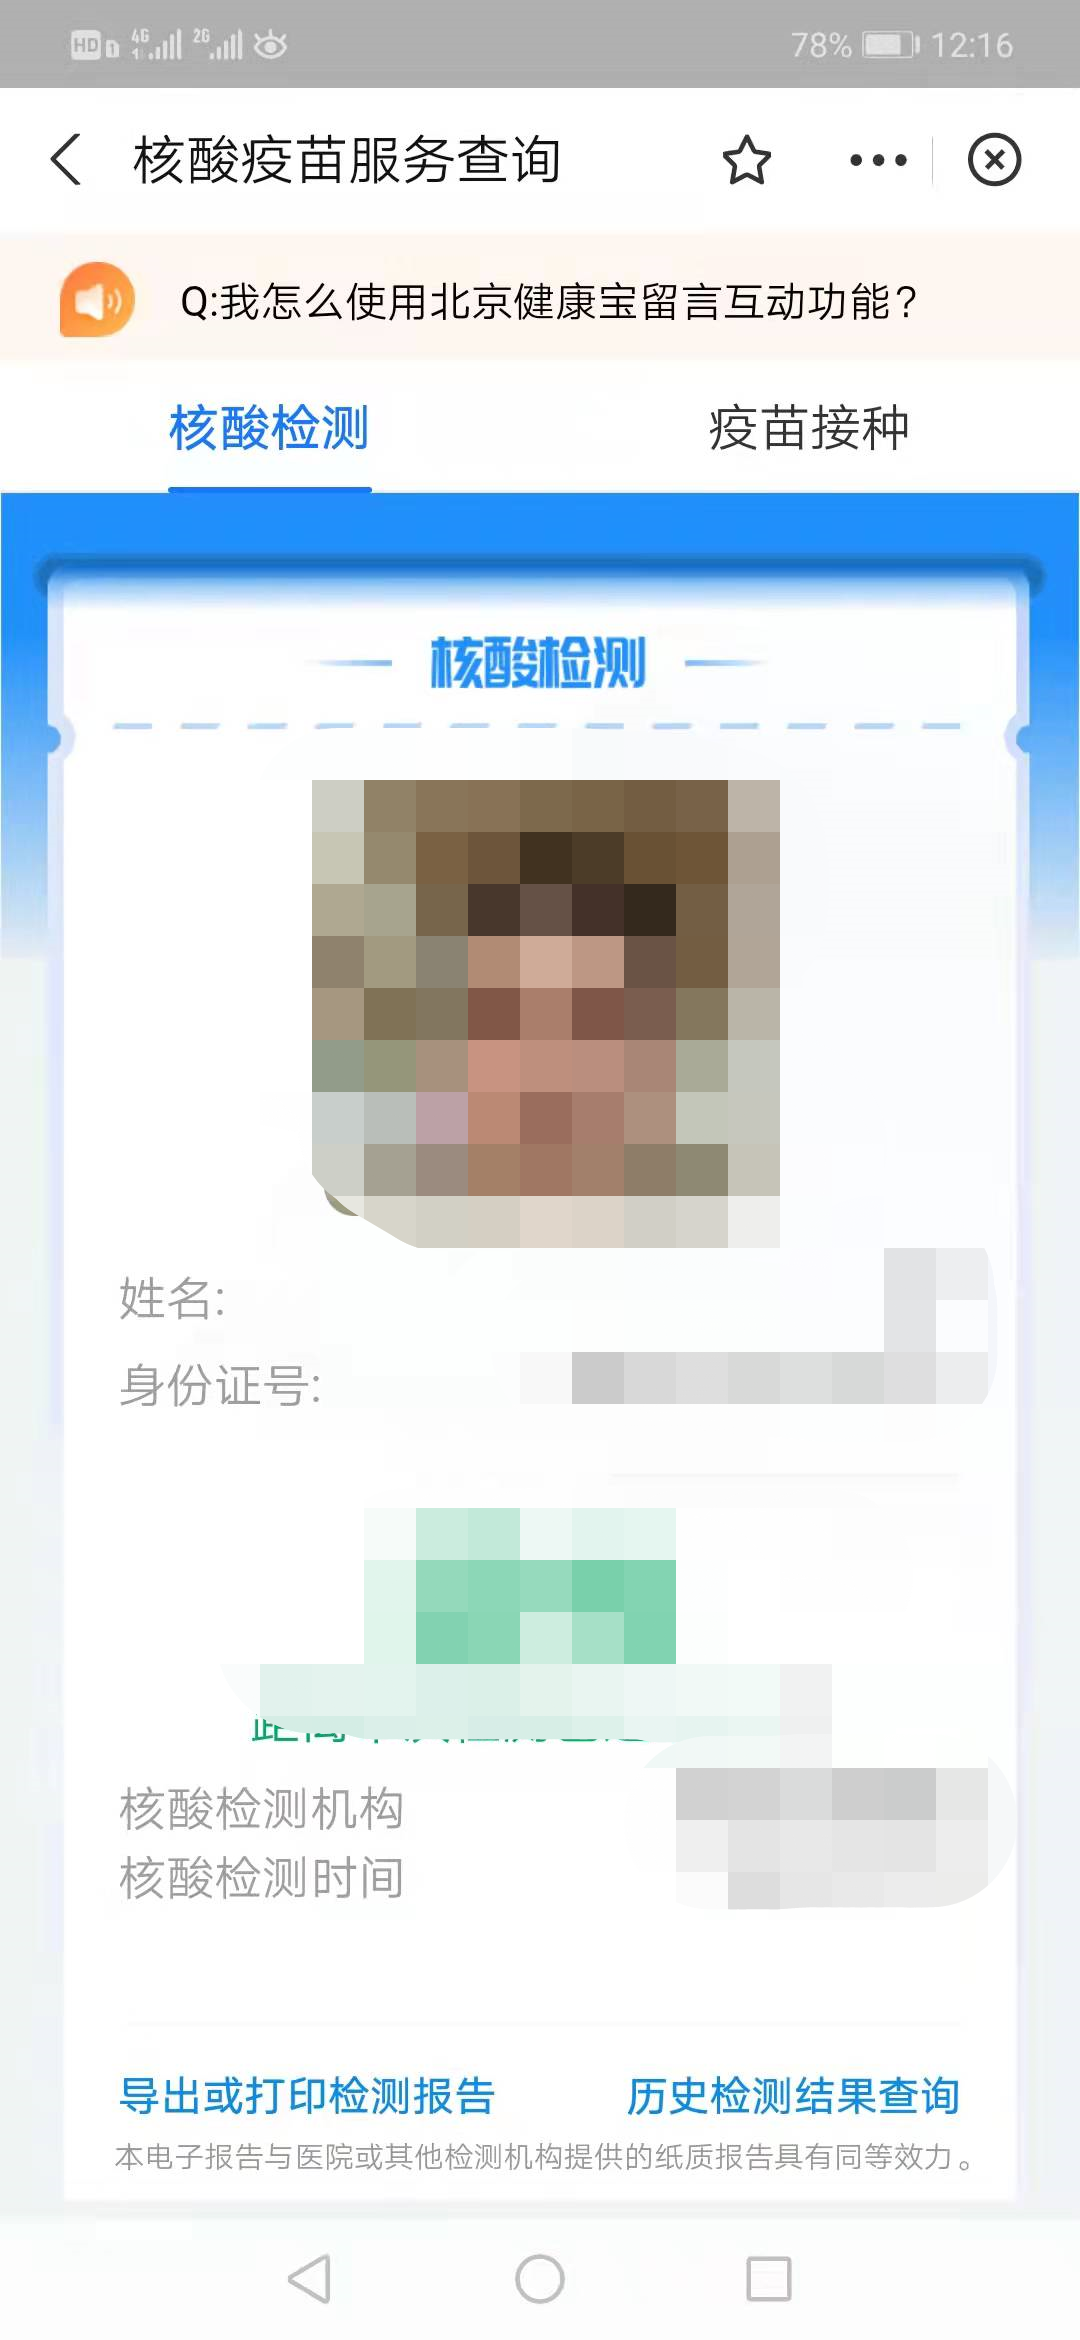 HD 1 4G 1 2G 78% 12:16
核酸疫苗服务查询
Q:我怎么使用北京健康宝留言互动功能?
核酸检测 疫苗接种
核酸检测
姓名:
身份证号:
核酸检测机构
核酸检测时间
导出或打印检测报告 历史检测结果查询
本电子报告与医院或其他检测机构提供的纸质报告具有同等效力。